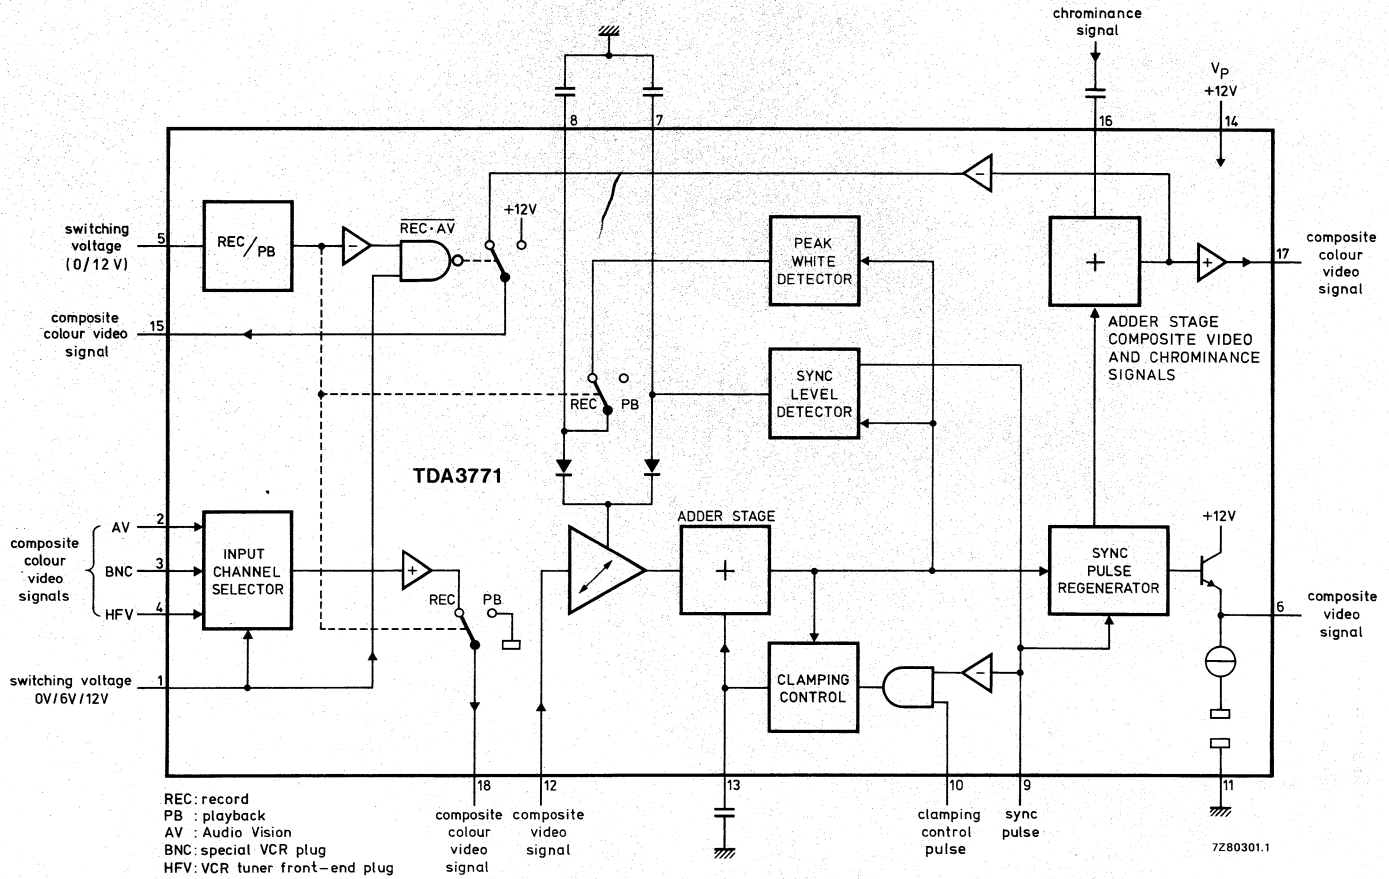 chrominance
signal
VP
+12V
8
7
16
14
REC·AV
+12V
switching
voltage
(0/12V)
5
REC/PB
−
−
PEAK
WHITE
DETECTOR
+
+
17
composite
colour
video
signal
composite
colour video
signal
15
ADDER STAGE
COMPOSITE VIDEO
AND CHROMINANCE
SIGNALS
SYNC
LEVEL
DETECTOR
REC
PB
TDA3771
composite
colour
video
signals
AV
2
BNC
3
HFV
4
INPUT
CHANNEL
SELECTOR
+
REC
PB
ADDER STAGE
+
SYNC
PULSE
REGENERATOR
+12V
6
composite
video
signal
switching voltage
0V/6V/12V
1
CLAMPING
CONTROL
−
18
12
13
10
9
11
REC: record
PB : playback
AV : Audio Vision
BNC: special VCR plug
HFV: VCR tuner front-end plug
composite
colour
video
signal
composite
video
signal
clamping
control
pulse
sync
pulse
7Z80301.1